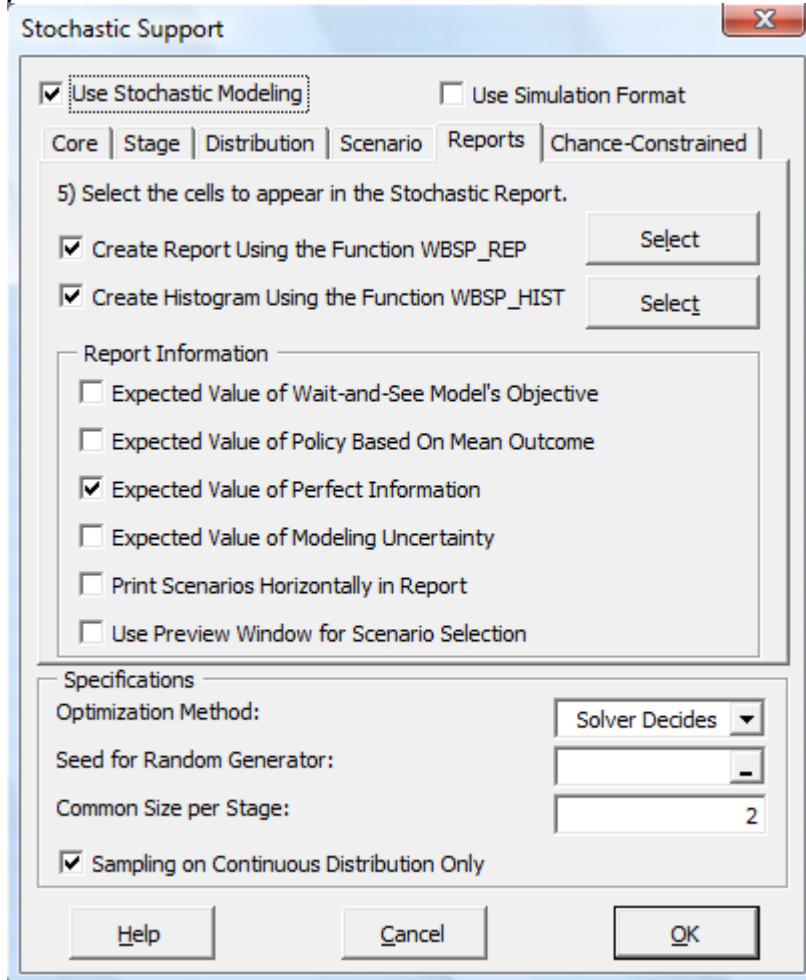 Stochastic Support
Use Stochastic Modeling Use Simulation Format
Core Stage Distribution Scenario Reports Chance-Constrained
5) Select the cells to appear in the Stochastic Report.
Create Report Using the Function WBSP_REP Select
Create Histogram Using the Function WBSP_HIST Select
Report Information
Expected Value of Wait-and-See Model's Objective
Expected Value of Policy Based On Mean Outcome
Expected Value of Perfect Information
Expected Value of Modeling Uncertainty
Print Scenarios Horizontally in Report
Use Preview Window for Scenario Selection
Specifications
Optimization Method: Solver Decides
Seed for Random Generator:
Common Size per Stage: 2
Sampling on Continuous Distribution Only
Help Cancel OK